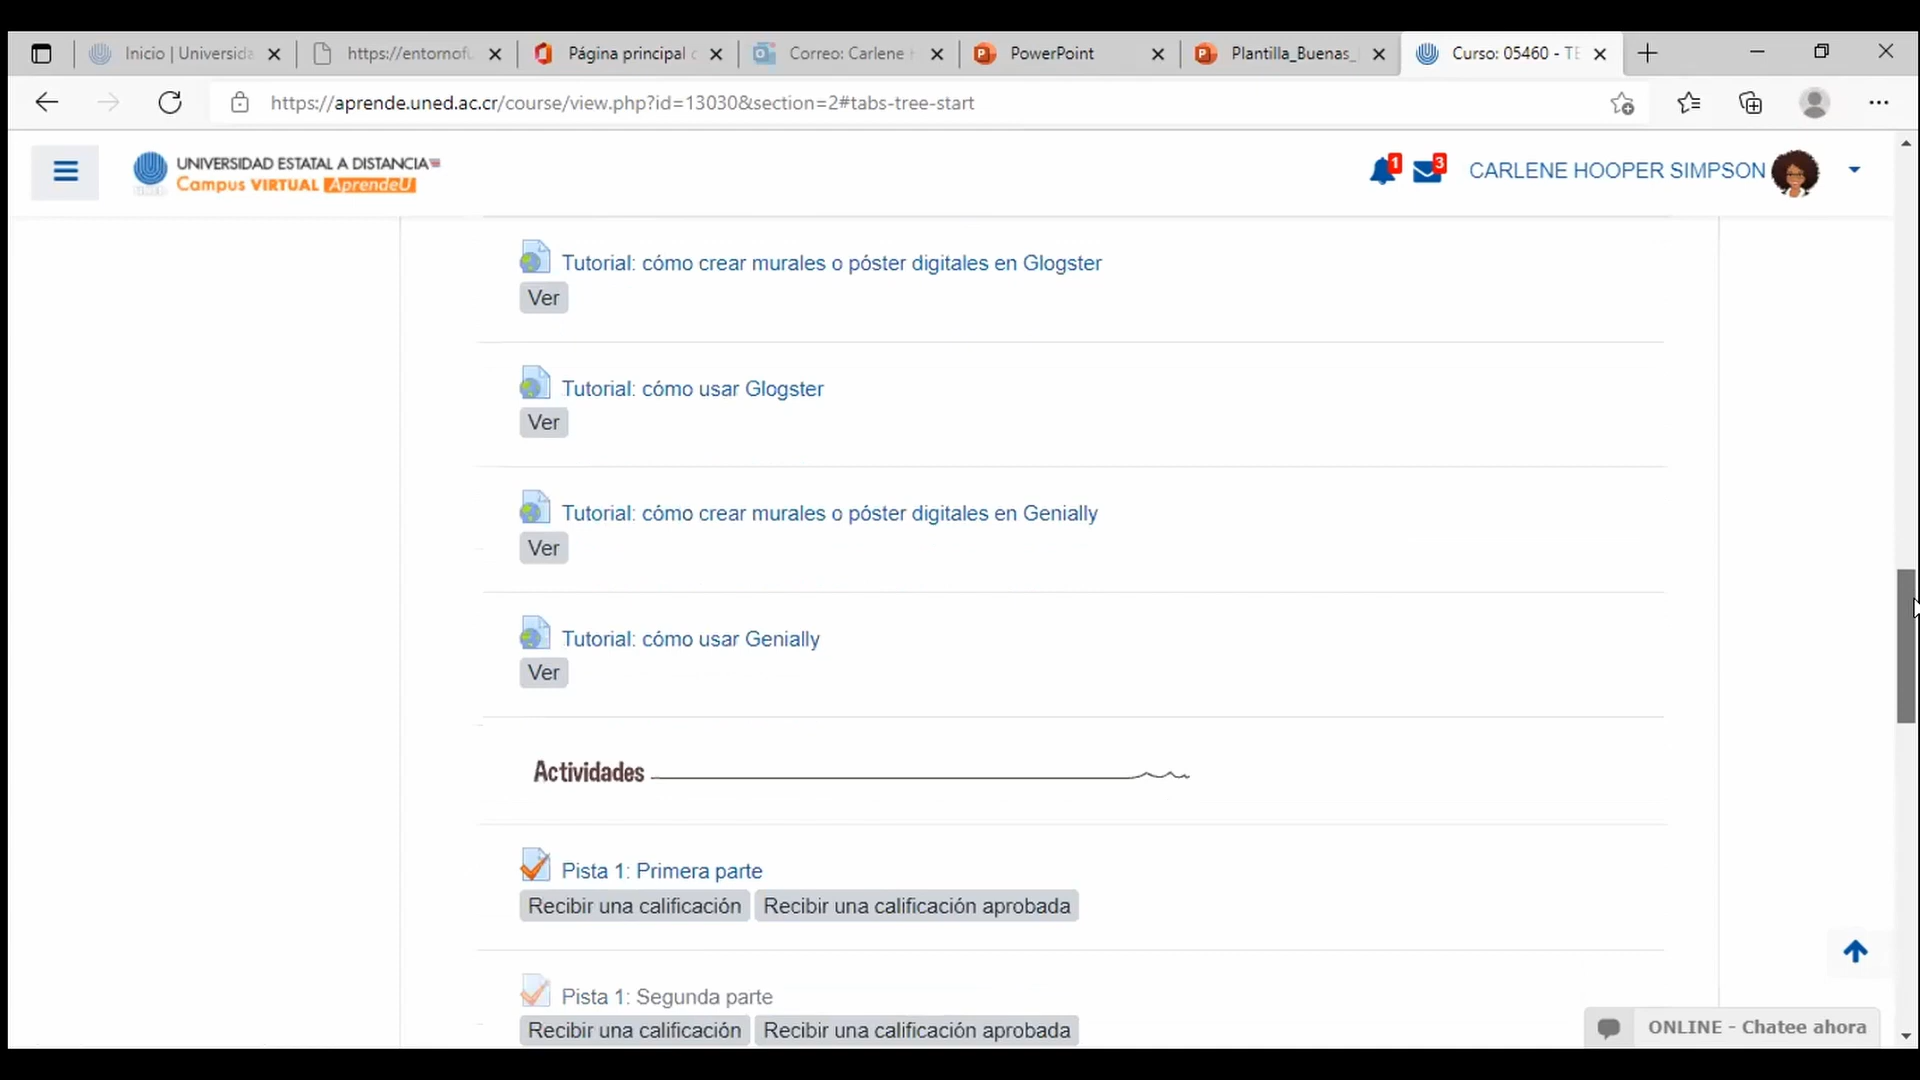 Inicio | Universida
https://entornofu
Página principal
Correo: Carlene
PowerPoint
Plantilla_Buenas_
Curso: 05460 - TE
https://aprende.uned.ac.cr/course/view.php?id=13030&section=2#tabs-tree-start
UNIVERSIDAD ESTATAL A DISTANCIA
Campus VIRTUAL AprendeU
1
3
CARLENE HOOPER SIMPSON
Tutorial: cómo crear murales o póster digitales en Glogster
Ver
Tutorial: cómo usar Glogster
Ver
Tutorial: cómo crear murales o póster digitales en Genially
Ver
Tutorial: cómo usar Genially
Ver
Actividades
Pista 1: Primera parte
Recibir una calificación Recibir una calificación aprobada
Pista 1: Segunda parte
Recibir una calificación Recibir una calificación aprobada
ONLINE - Chatee ahora